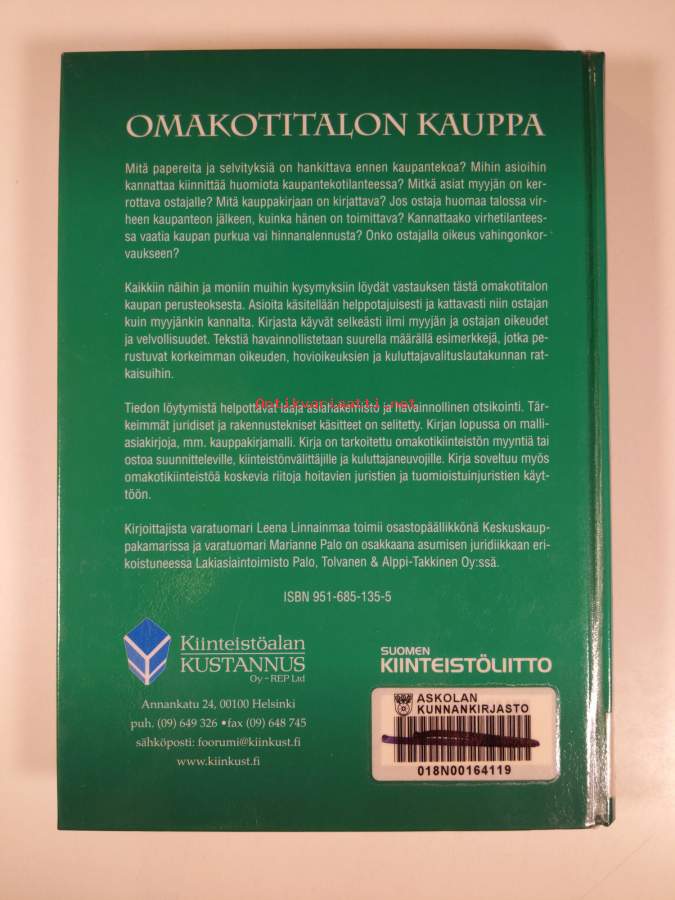 OMAKOTITALON KAUPPA
Mitä papereita ja selvityksiä on hankittava ennen kaupantekoa? Mihin asioihin
kannattaa kiinnittää huomiota kaupantekotilanteessa? Mitkä asiat myyjän on ker-
rottava ostajalle? Mitä kauppakirjaan on kirjattava? Jos ostaja huomaa talossa vir-
heen kaupanteon jälkeen, kuinka hänen on toimittava? Kannattaako virhetilantees-
sa vaatia kaupan purkua vai hinnanalennusta? Onko ostajalla oikeus vahingonkor-
vaukseen?
Kaikkiin näihin ja moniin muihin kysymyksiin löydät vastauksen tästä omakotitalon
kaupan perusteoksesta. Asioita käsitellään helppotajuisesti ja kattavasti niin ostajan
kuin myyjänkin kannalta. Kirjasta käyvät selkeästi ilmi myyjän ja ostajan oikeudet
ja velvollisuudet. Tekstiä havainnollistetaan suurella määrällä esimerkkejä, jotka pe-
rustuvat korkeimman oikeuden, hovioikeuksien ja kuluttajavalituslautakunnan rat-
kaisuihin.
Antikvariaatti.net
Tiedon löytymistä helpottavat laaja asiahakemisto ja havainnollinen otsikointi. Tär-
keimmät juridiset ja rakennustekniset käsitteet on selitetty. Kirjan lopussa on malli-
asiakirjoja, mm. kauppakirjamalli. Kirja on tarkoitettu omakotikiinteistön myyntiä tai
ostoa suunnitteleville, kiinteistönvälittäjille ja kuluttajaneuvojille. Kirja soveltuu myös
omakotikiinteistöä koskevia riitoja hoitavien juristien ja tuomioistuinjuristien käyt-
töön.
Kirjoittajista varatuomari Leena Linnainmaa toimii osastopäällikkönä Keskuskaup-
pakamarissa ja varatuomari Marianne Palo on osakkaana asumisen juridiikkaan eri-
koistuneessa Lakiasiaintoimisto Palo, Tolvanen & Alppi-Takkinen Oy:ssä.
ISBN 951-685-135-5
Kiinteistöalan
KUSTANNUS
Oy – REP Ltd
Annankatu 24, 00100 Helsinki
puh. (09) 649 326 • fax (09) 648 745
sähköposti: foorumi@kiinkust.fi
www.kiinkust.fi
SUOMEN
KIINTEISTÖLIITTO
ASKOLAN
KUNNANKIRJASTO
018N00164119